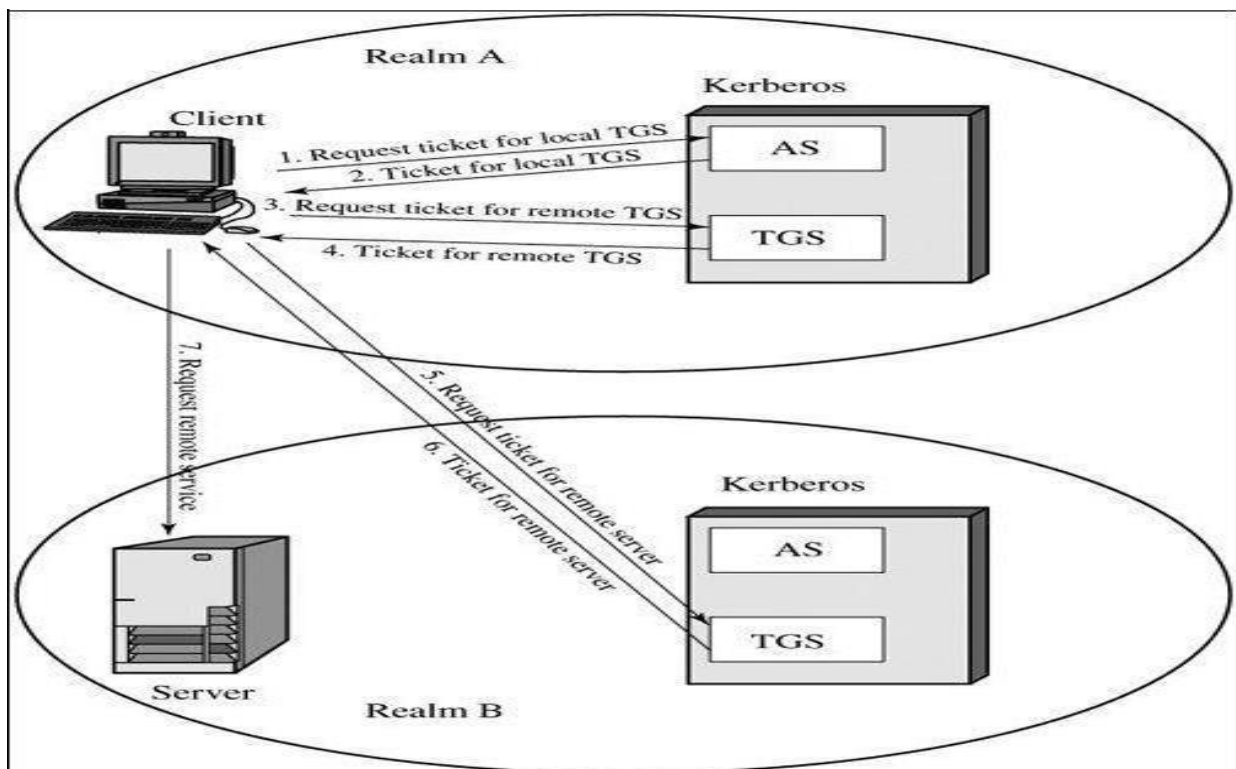 Realm A
Kerberos
Client
1. Request ticket for local TGS
AS
2. Ticket for local TGS
3. Request ticket for remote TGS
TGS
4. Ticket for remote TGS
7. Request remote service
5. Request ticket for remote server
6. Ticket for remote server
Kerberos
AS
TGS
Server
Realm B